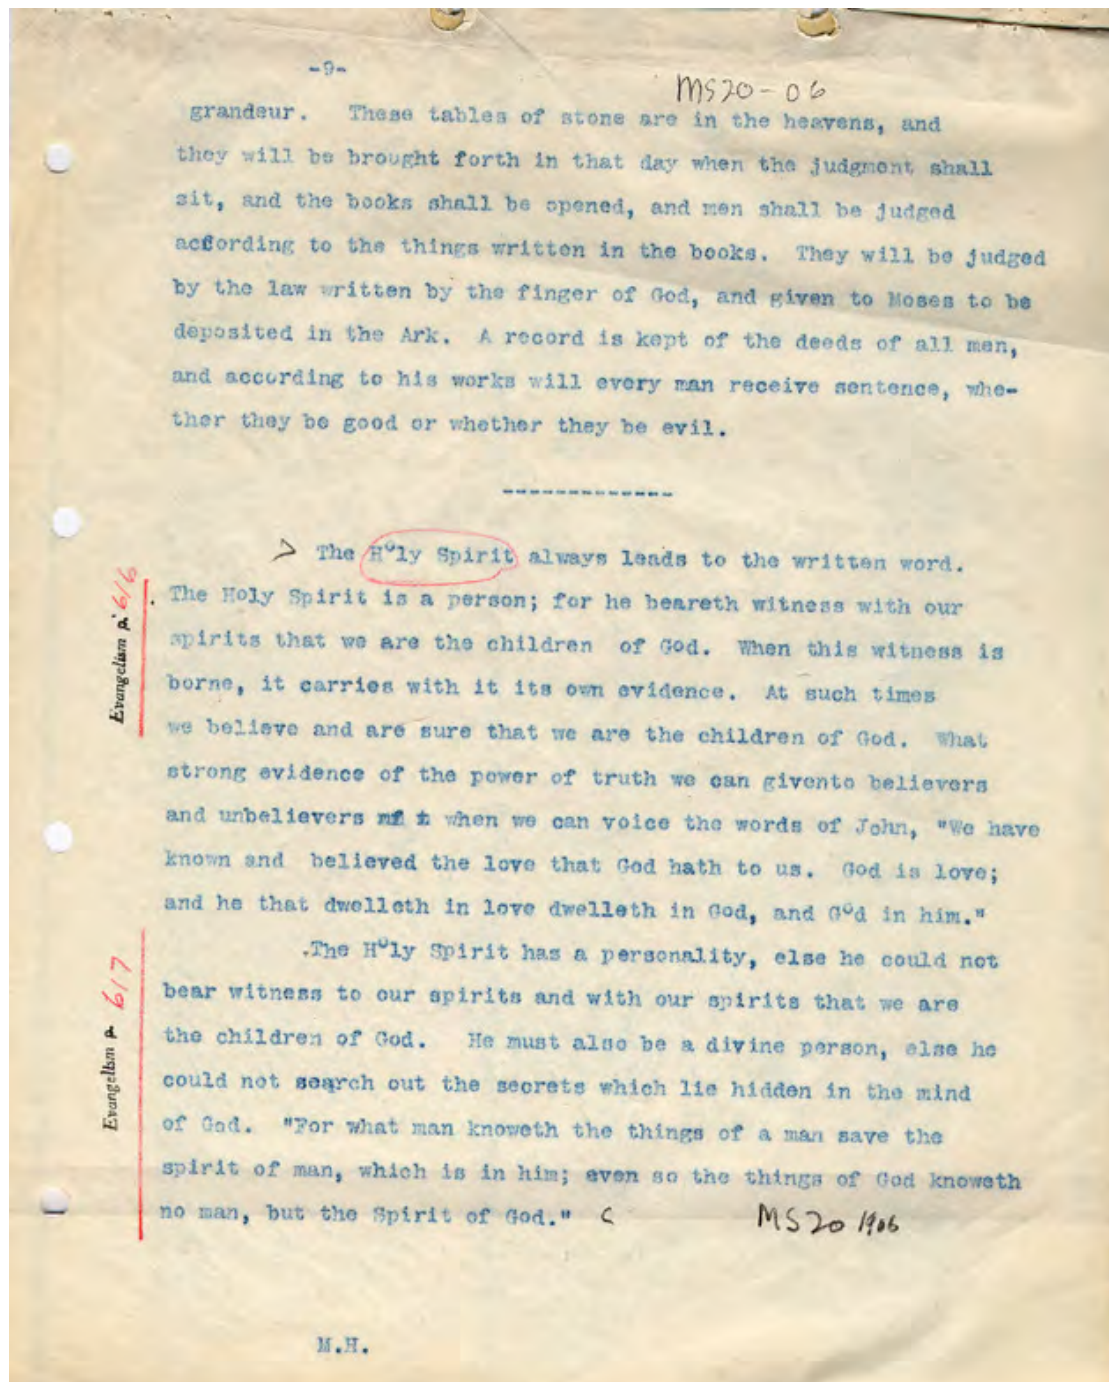 -9-
MS20-06
grandeur. These tables of stone are in the heavens, and
they will be brought forth in that day when the judgment shall
sit, and the books shall be opened, and men shall be judged
according to the things written in the books. They will be judged
by the law written by the finger of God, and given to Moses to be
deposited in the Ark. A record is kept of the deeds of all men,
and according to his works will every man receive sentence, whe-
ther they be good or whether they be evil.
--------------
> The Holy Spirit always leads to the written word.
The Holy Spirit is a person; for he beareth witness with our
spirits that we are the children of God. When this witness is
borne, it carries with it its own evidence. At such times
we believe and are sure that we are the children of God. What
strong evidence of the power of truth we can givento believers
and unbelievers when we can voice the words of John, "We have
known and believed the love that God hath to us. God is love;
and he that dwelleth in love dwelleth in God, and God in him."
Evangelism p. 616
.The Holy Spirit has a personality, else he could not
bear witness to our spirits and with our spirits that we are
the children of God. He must also be a divine person, else he
could not search out the secrets which lie hidden in the mind
of God. "For what man knoweth the things of a man save the
spirit of man, which is in him; even so the things of God knoweth
no man, but the Spirit of God." <
Evangelism p. 617
MS20 1906
M.H.